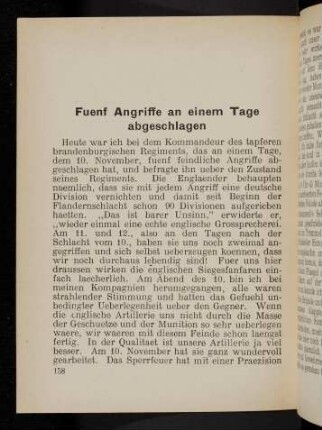 Fuenf Angriffe an einem Tage
abgeschlagen
Heute war ich bei dem Kommandeur des tapferen
brandenburgischen Regiments, das an einem Tage,
dem 10. November, fuenf feindliche Angriffe ab-
geschlagen hat, und befragte ihn ueber den Zustand
seines Regiments. Die Englaender behaupten
naemlich, dass sie mit jedem Angriff eine deutsche
Division vernichten und damit seit Beginn der
Flandernschlacht schon 90 Divisionen aufgerieben
haetten. „Das ist barer Unsinn," erwiderte er,
„wieder einmal eine echte englische Grossprecherei.
Am 11. und 12., also an den Tagen nach der
Schlacht vom 10., haben sie uns noch zweimal an-
gegriffen und sich selbst ueberzeugen koennen, dass
wir noch durchaus lebendig sind! Fuer uns hier
draussen wirken die englischen Siegesfanfaren ein-
fach laecherlich. Am Abend des 10. bin ich bei
meinen Kompagnien herumgegangen, alle waren
strahlender Stimmung und hatten das Gefuehl un-
bedingter Ueberlegenheit ueber den Gegner. Wenn
die englische Artillerie uns nicht durch die Masse
der Geschuetze und der Munition so sehr ueberlegen
waere, wir waeren mit diesem Feinde schon laengst
fertig. In der Qualitaet ist unsere Artillerie ja viel
besser. Am 10. November hat sie ganz wundervoll
gearbeitet. Das Sperrfeuer hat mit einer Praezision
158